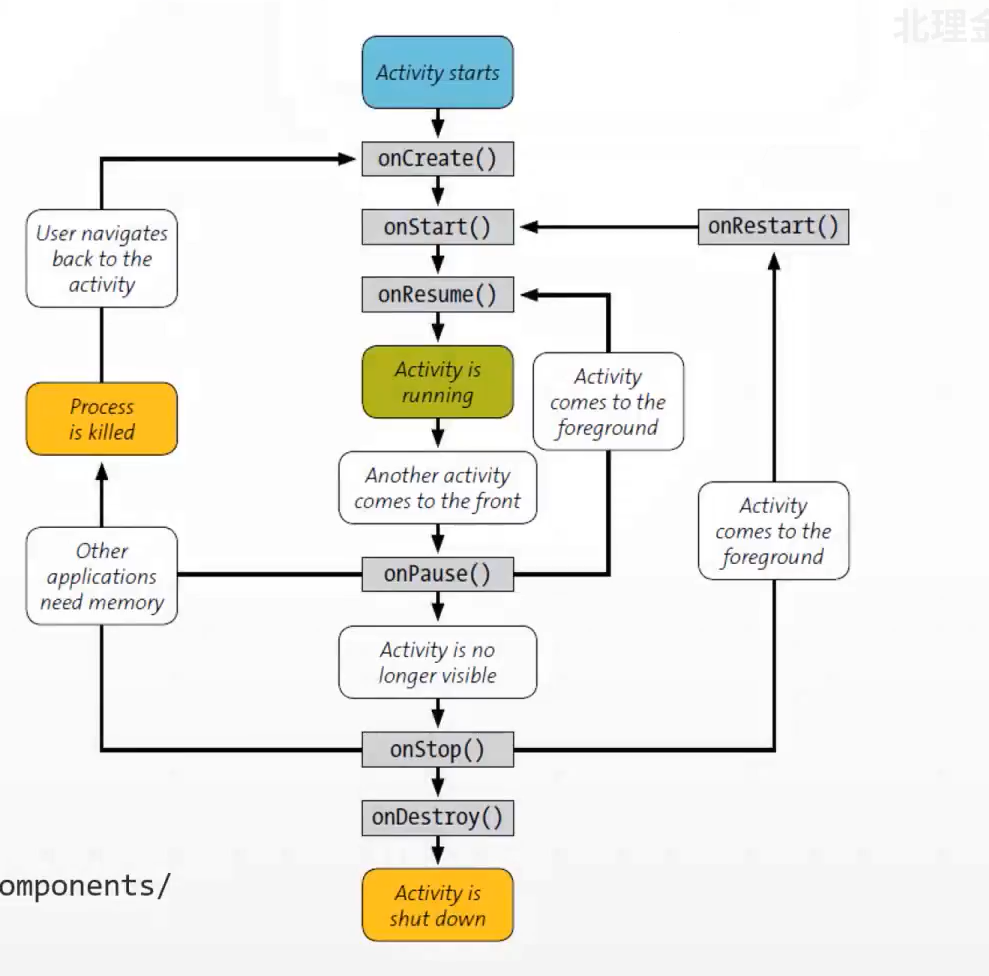 北理金
Activity starts
onCreate()
User navigates
back to the
activity
onStart()
onRestart()
onResume()
Activity is
running
Activity
comes to the
foreground
Process
is killed
Another activity
comes to the front
Activity
comes to the
foreground
Other
applications
need memory
onPause()
Activity is no
longer visible
onStop()
onDestroy()
omponents/
Activity is
shut down